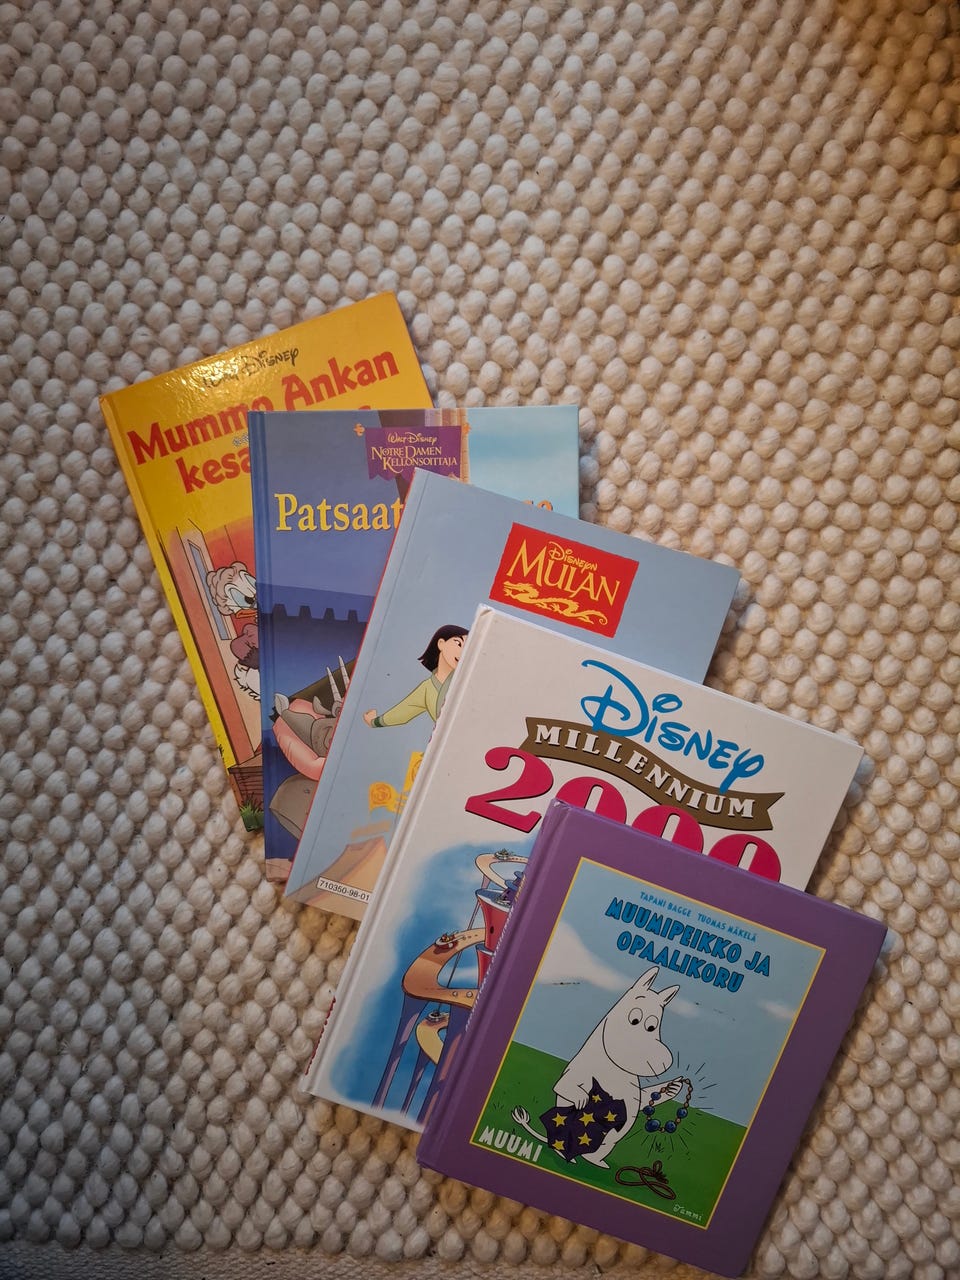 WALT DISNEY
Mummo Ankan
Walt Disney
NOTRE DAMEN
KELLONSOITTAJA
Patsaat
DISNEYN
MULAN
710350-98-01
DISNEY
MILLENNIUM
2000
TAPANI BAGGE TUOMAS MÄKELÄ
MUUMIPEIKKO JA
OPAALIKORU
MUUMI
Tammi